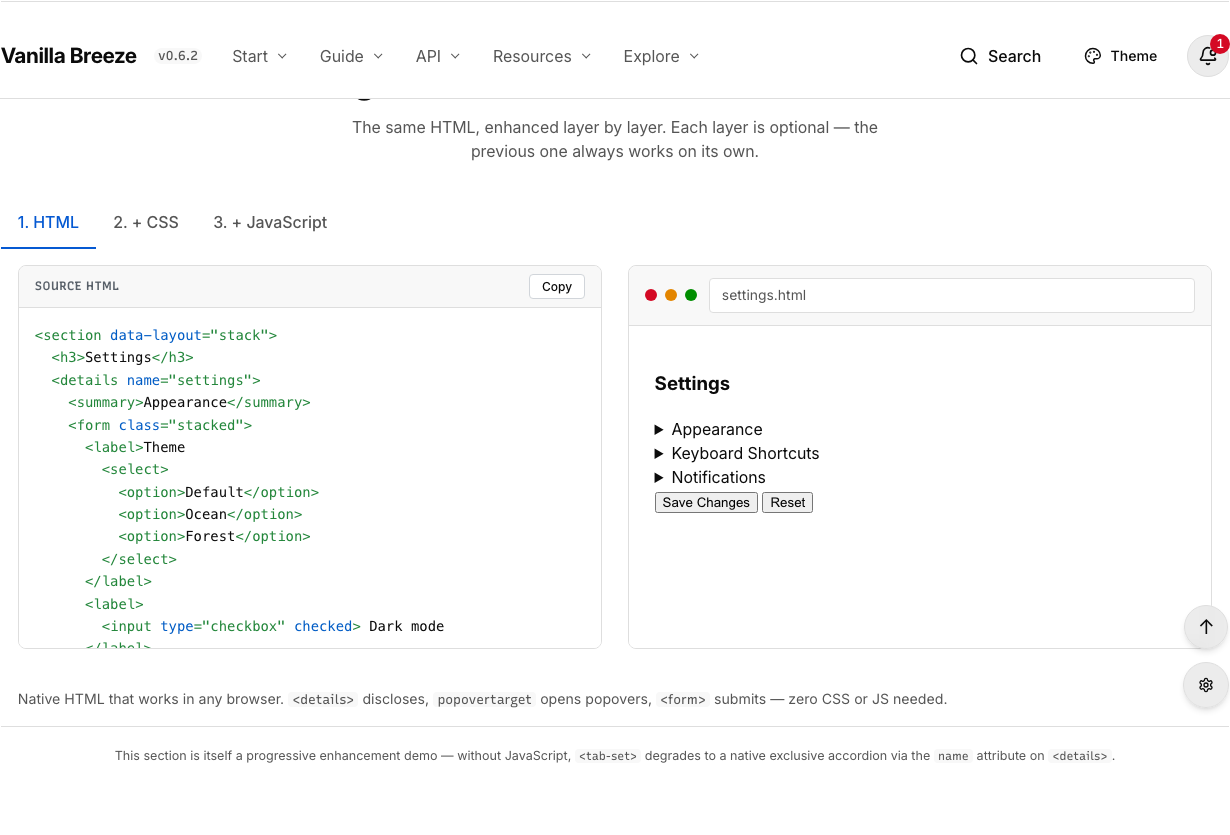 Vanilla Breeze v0.6.2 Start Guide API Resources Explore Search Theme 1
The same HTML, enhanced layer by layer. Each layer is optional — the
previous one always works on its own.
1. HTML 2. + CSS 3. + JavaScript
SOURCE HTML Copy
<section data-layout="stack">
  <h3>Settings</h3>
  <details name="settings">
    <summary>Appearance</summary>
    <form class="stacked">
      <label>Theme
        <select>
          <option>Default</option>
          <option>Ocean</option>
          <option>Forest</option>
        </select>
      </label>
      <label>
        <input type="checkbox" checked> Dark mode
      </label>
settings.html
Settings
Appearance
Keyboard Shortcuts
Notifications
Save Changes Reset
Native HTML that works in any browser. <details> discloses, popovertarget opens popovers, <form> submits — zero CSS or JS needed.
This section is itself a progressive enhancement demo — without JavaScript, <tab-set> degrades to a native exclusive accordion via the name attribute on <details>.